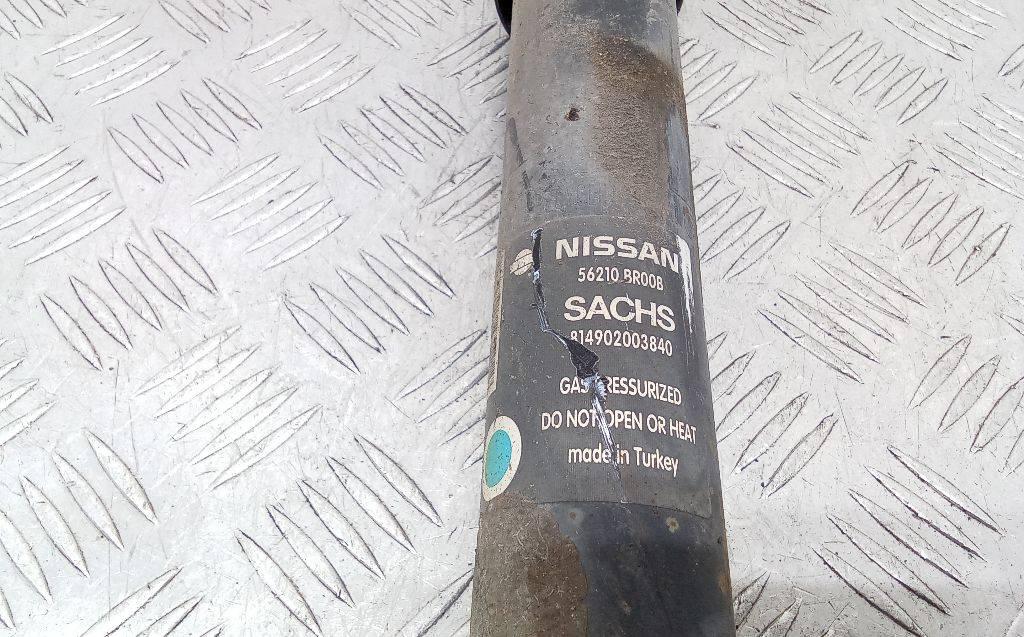 NISSAN
56210 BR00B
SACHS
814902003840
GAS PRESSURIZED
DO NOT OPEN OR HEAT
made in Turkey